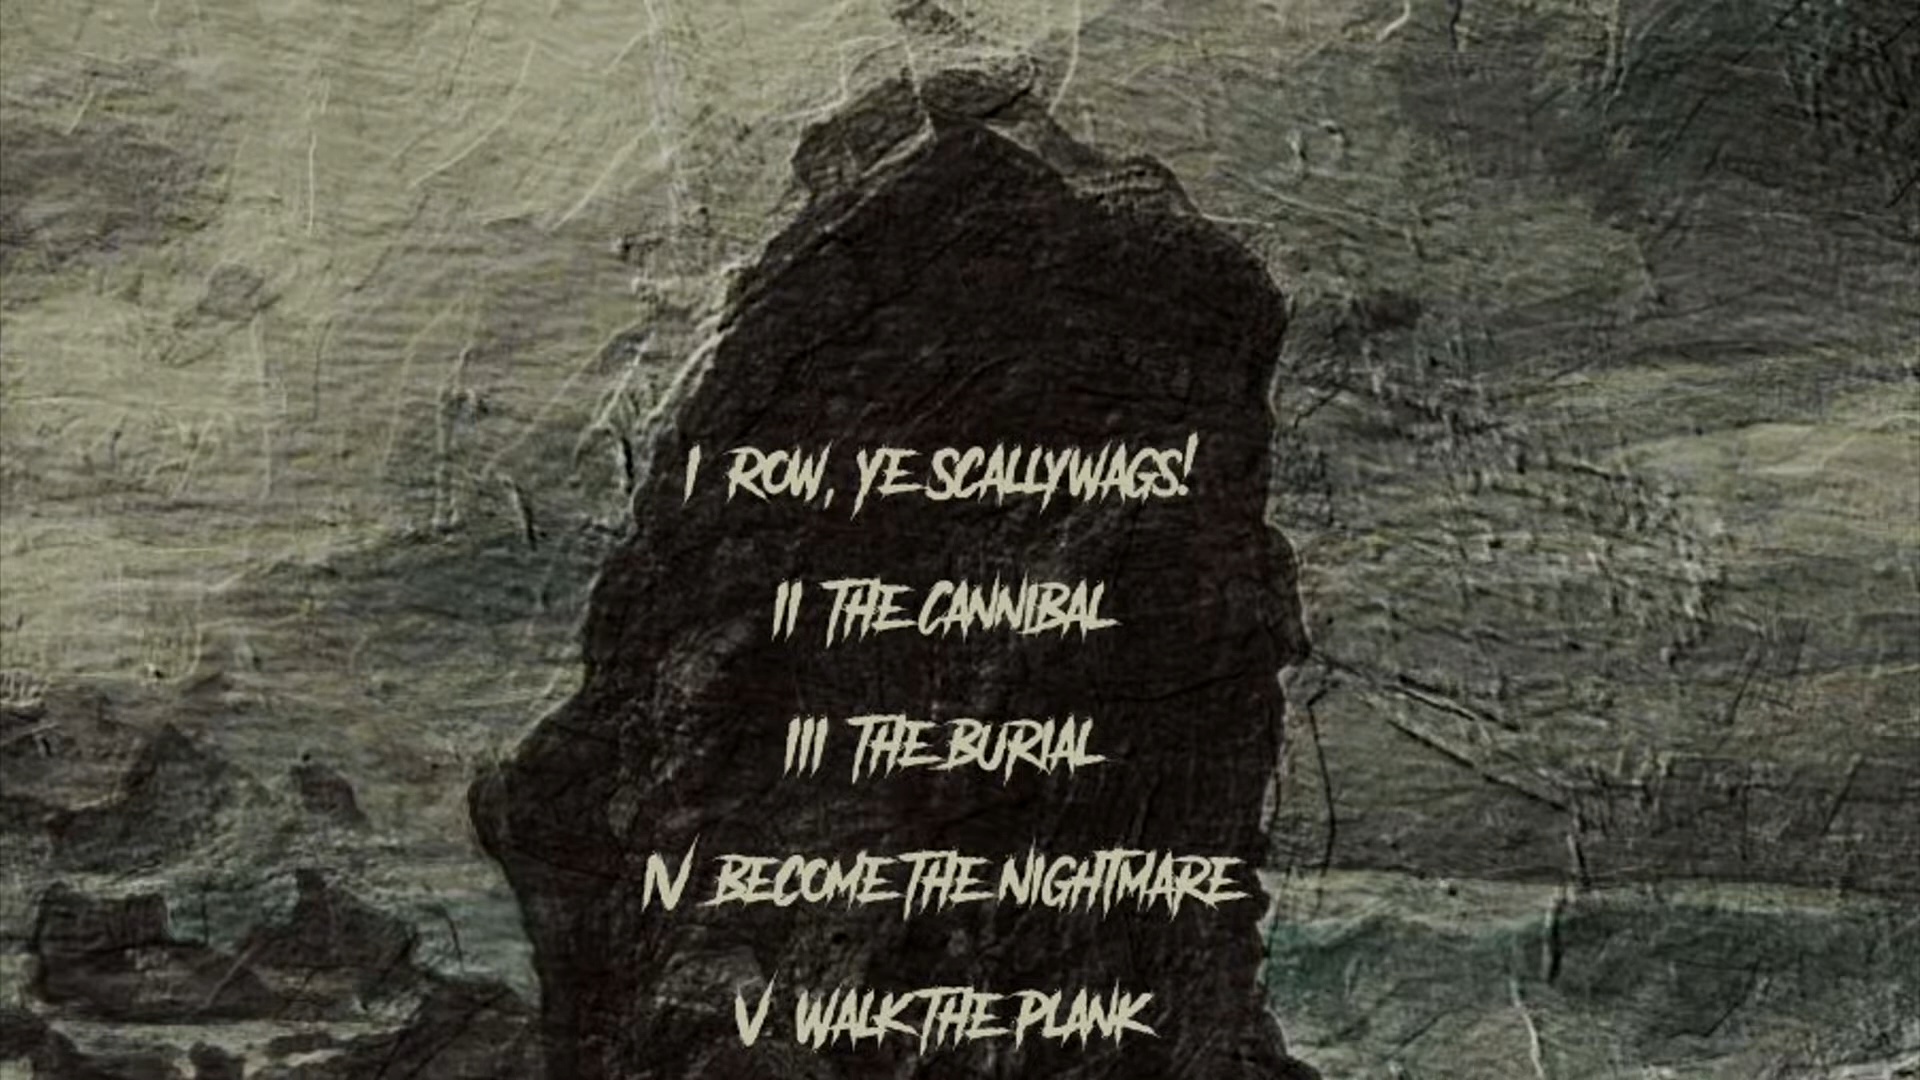 I ROW, YE SCALLYWAGS!
II THE CANNIBAL
III THE BURIAL
IV BECOME THE NIGHTMARE
V WALK THE PLANK